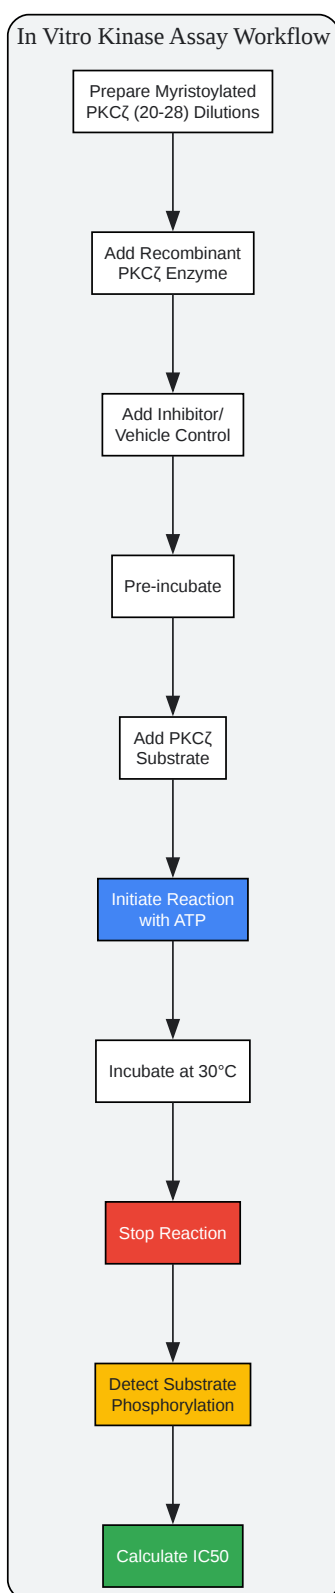 In Vitro Kinase Assay Workflow
Prepare Myristoylated
PKCζ (20-28) Dilutions
Add Recombinant
PKCζ Enzyme
Add Inhibitor/
Vehicle Control
Pre-incubate
Add PKCζ
Substrate
Initiate Reaction
with ATP
Incubate at 30°C
Stop Reaction
Detect Substrate
Phosphorylation
Calculate IC50